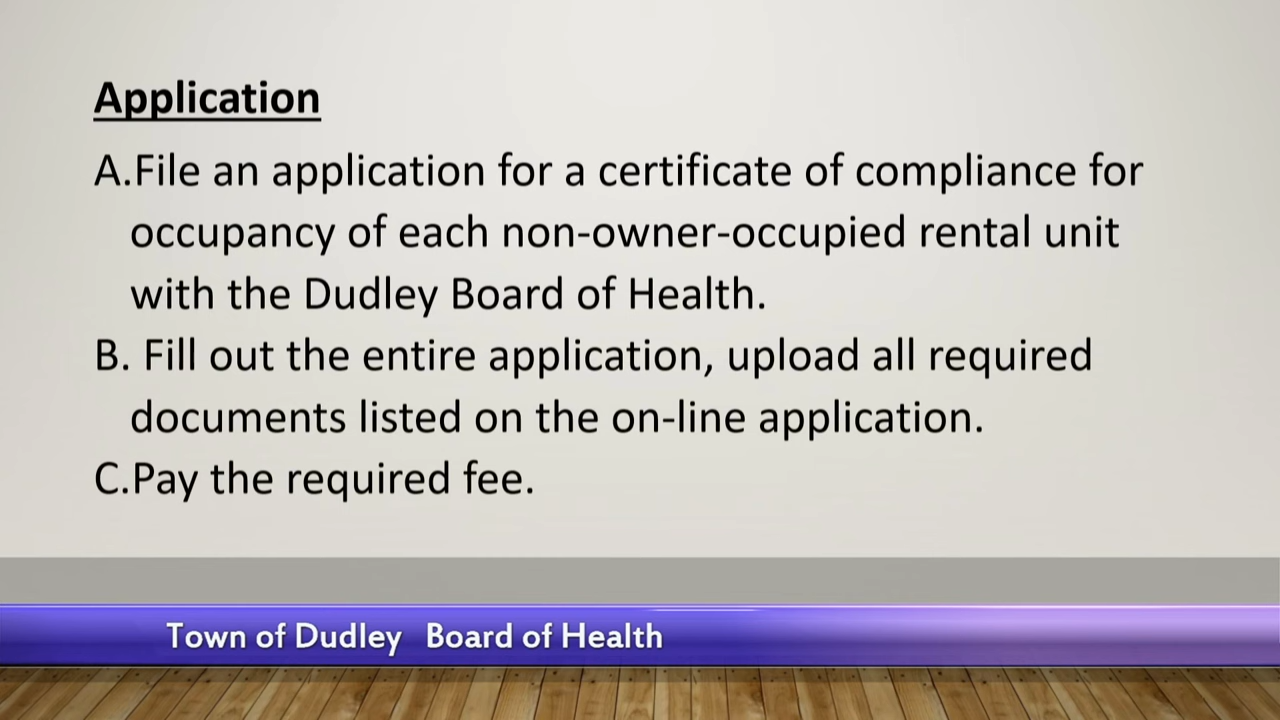 Application
A.File an application for a certificate of compliance for
occupancy of each non-owner-occupied rental unit
with the Dudley Board of Health.
B. Fill out the entire application, upload all required
documents listed on the on-line application.
C.Pay the required fee.
Town of Dudley Board of Health